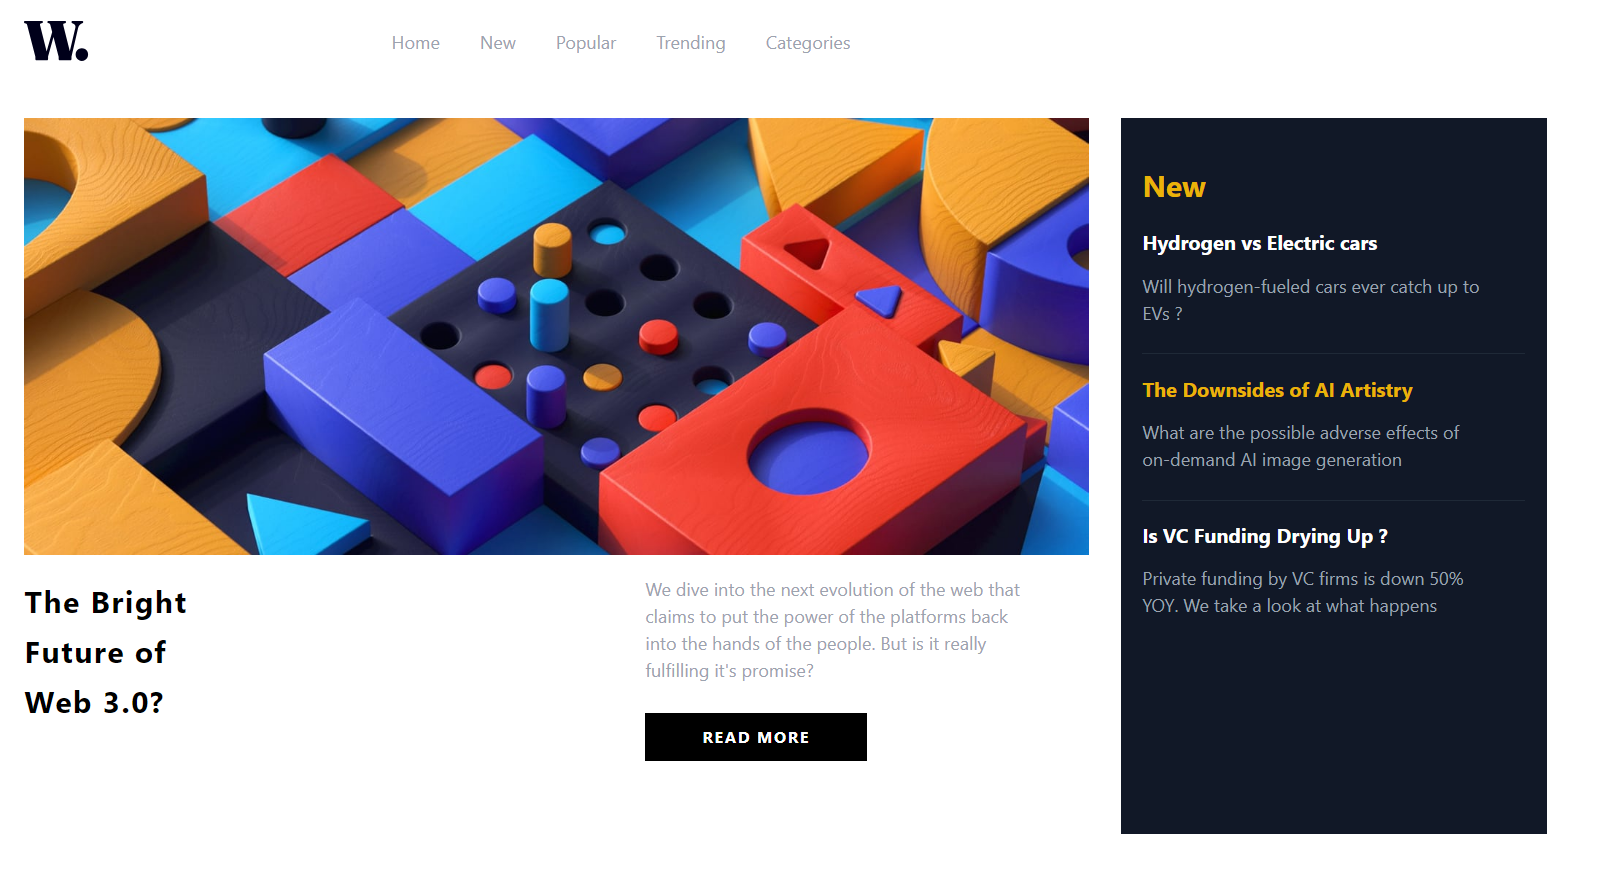 W.
Home New Popular Trending Categories
The Bright
Future of
Web 3.0?
We dive into the next evolution of the web that
claims to put the power of the platforms back
into the hands of the people. But is it really
fulfilling it's promise?
READ MORE
New
Hydrogen vs Electric cars
Will hydrogen-fueled cars ever catch up to
EVs ?
The Downsides of AI Artistry
What are the possible adverse effects of
on-demand AI image generation
Is VC Funding Drying Up ?
Private funding by VC firms is down 50%
YOY. We take a look at what happens